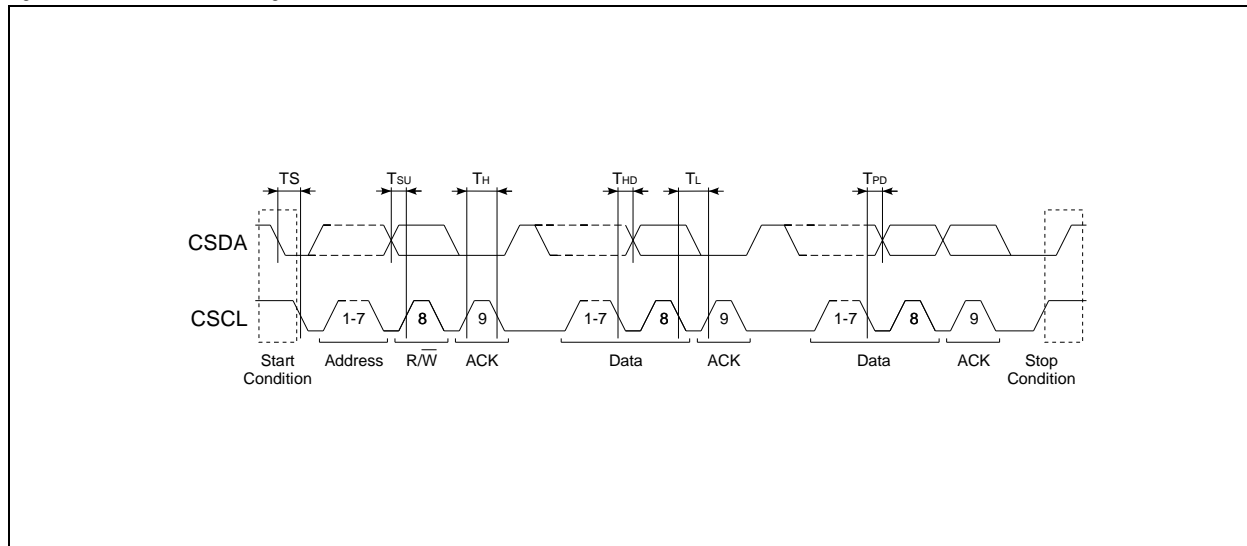 TS TSU TH THD TL TPD
CSDA
CSCL 1-7 8 9 1-7 8 9 1-7 8 9
Start Condition Address R/W̅ ACK Data ACK Data ACK Stop Condition